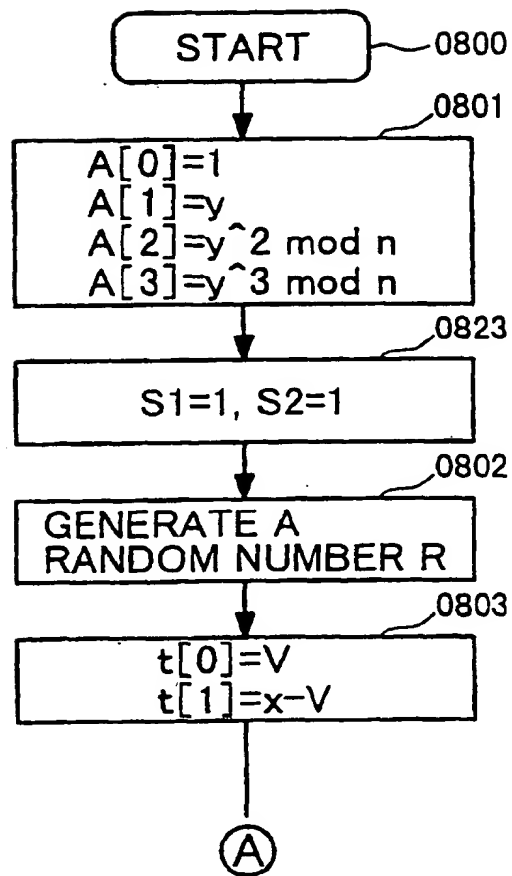 START
0800
0801
A[0]=1
A[1]=y
A[2]=y^2 mod n
A[3]=y^3 mod n
0823
S1=1, S2=1
0802
GENERATE A
RANDOM NUMBER R
0803
t[0]=V
t[1]=x-V
A